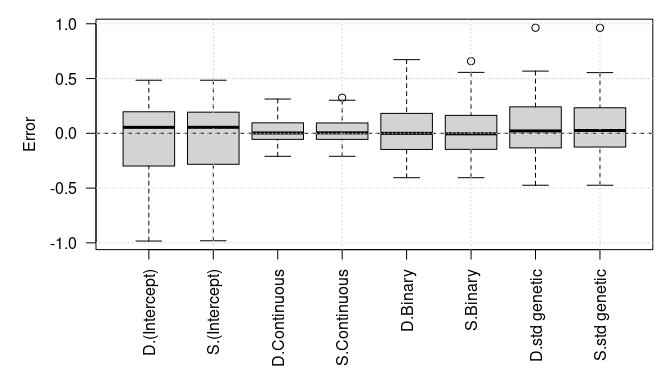 1.0
0.5
0.0
-0.5
-1.0
Error
D.(Intercept)
S.(Intercept)
D.Continuous
S.Continuous
D.Binary
S.Binary
D.std genetic
S.std genetic